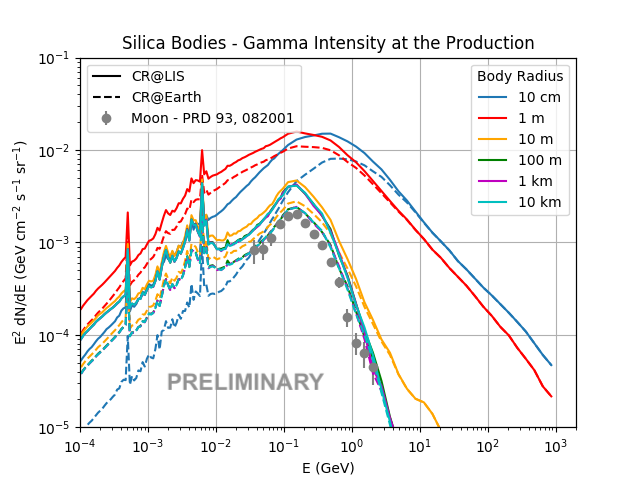 Silica Bodies - Gamma Intensity at the Production
E² dN/dE (GeV cm⁻² s⁻¹ sr⁻¹)
10⁻¹
10⁻²
10⁻³
10⁻⁴
10⁻⁵
CR@LIS
CR@Earth
Moon - PRD 93, 082001
Body Radius
10 cm
1 m
10 m
100 m
1 km
10 km
PRELIMINARY
10⁻⁴ 10⁻³ 10⁻² 10⁻¹ 10⁰ 10¹ 10² 10³
E (GeV)